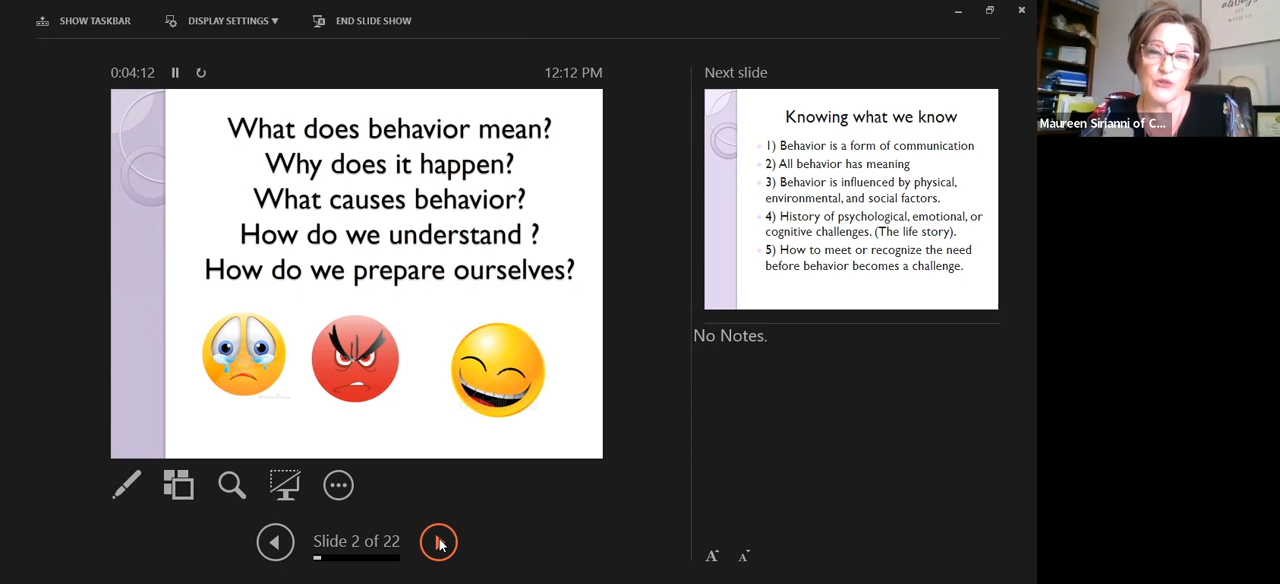 SHOW TASKBAR
DISPLAY SETTINGS ▼
END SLIDE SHOW
0:04:12
12:12 PM
What does behavior mean?
Why does it happen?
What causes behavior?
How do we understand ?
How do we prepare ourselves?
Slide 2 of 22
Next slide
Knowing what we know
1) Behavior is a form of communication
2) All behavior has meaning
3) Behavior is influenced by physical,
environmental, and social factors.
4) History of psychological, emotional, or
cognitive challenges. (The life story).
5) How to meet or recognize the need
before behavior becomes a challenge.
No Notes.
A
A
always
WITH US
Maureen Sirianni of C...